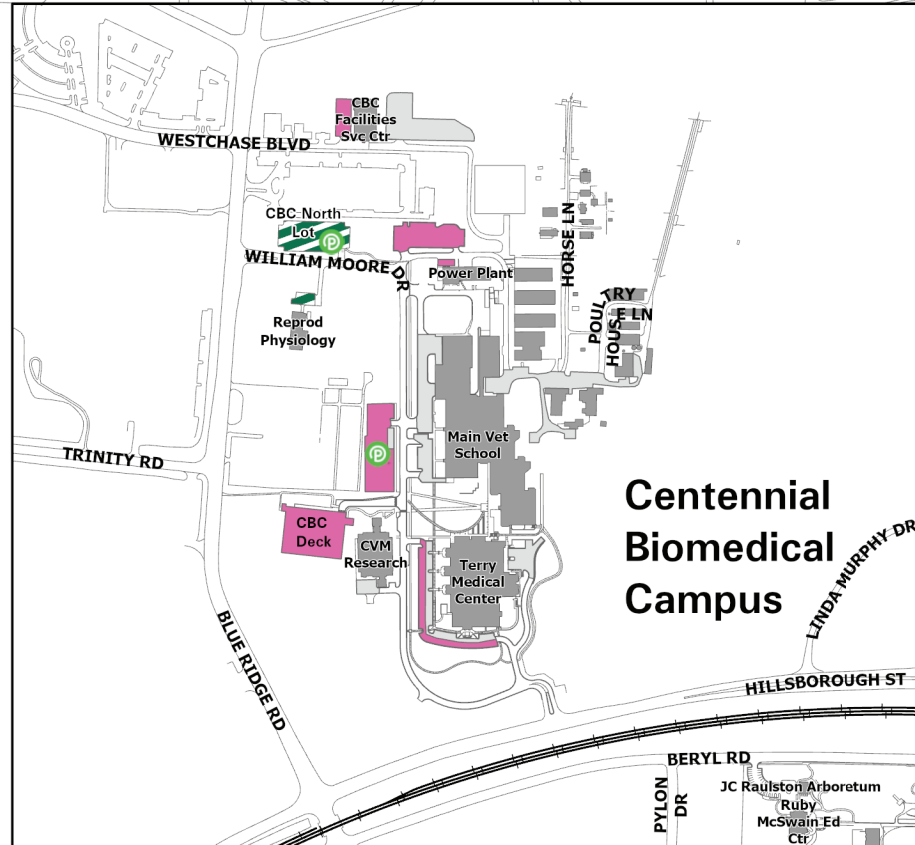 CBC
Facilities
Svc Ctr
WESTCHASE BLVD
CBC North
Lot
P
WILLIAM MOORE DR
Power Plant
HORSE LN
POULTRY
HOUSE LN
Reprod
Physiology
Main Vet
School
P
TRINITY RD
CBC
Deck
CVM
Research
Terry
Medical
Center
Centennial
Biomedical
Campus
LINDA MURPHY DR
BLUE RIDGE RD
HILLSBOROUGH ST
BERYL RD
PYLON
DR
JC Raulston Arboretum
Ruby
McSwain Ed
Ctr